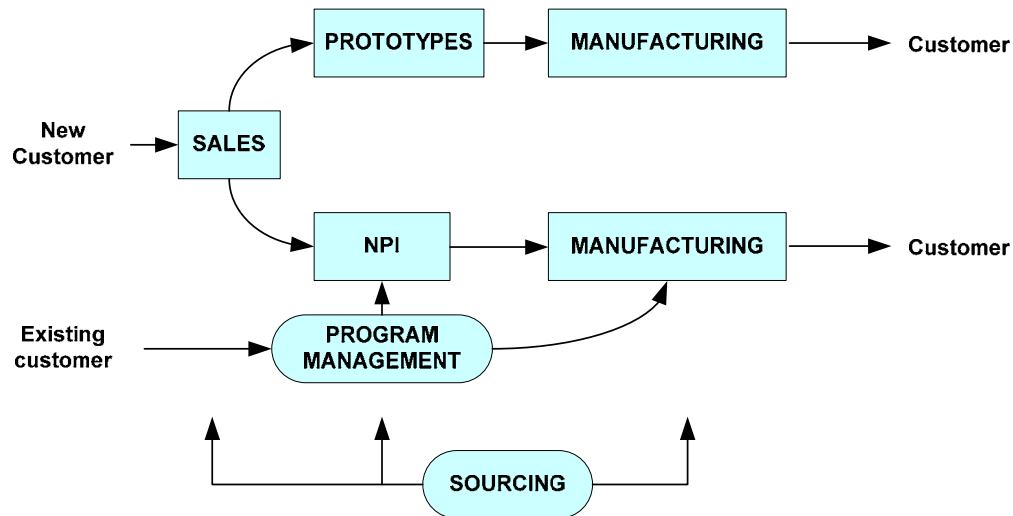 PROTOTYPES
MANUFACTURING
Customer
New
Customer
SALES
NPI
MANUFACTURING
Customer
Existing
customer
PROGRAM
MANAGEMENT
SOURCING